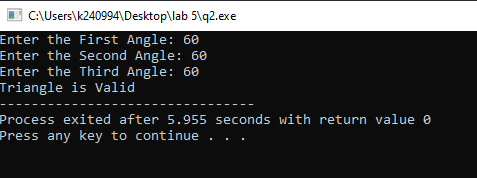 C:\Users\k240994\Desktop\lab 5\q2.exe
Enter the First Angle: 60
Enter the Second Angle: 60
Enter the Third Angle: 60
Triangle is Valid
--------------------------------
Process exited after 5.955 seconds with return value 0
Press any key to continue . . .